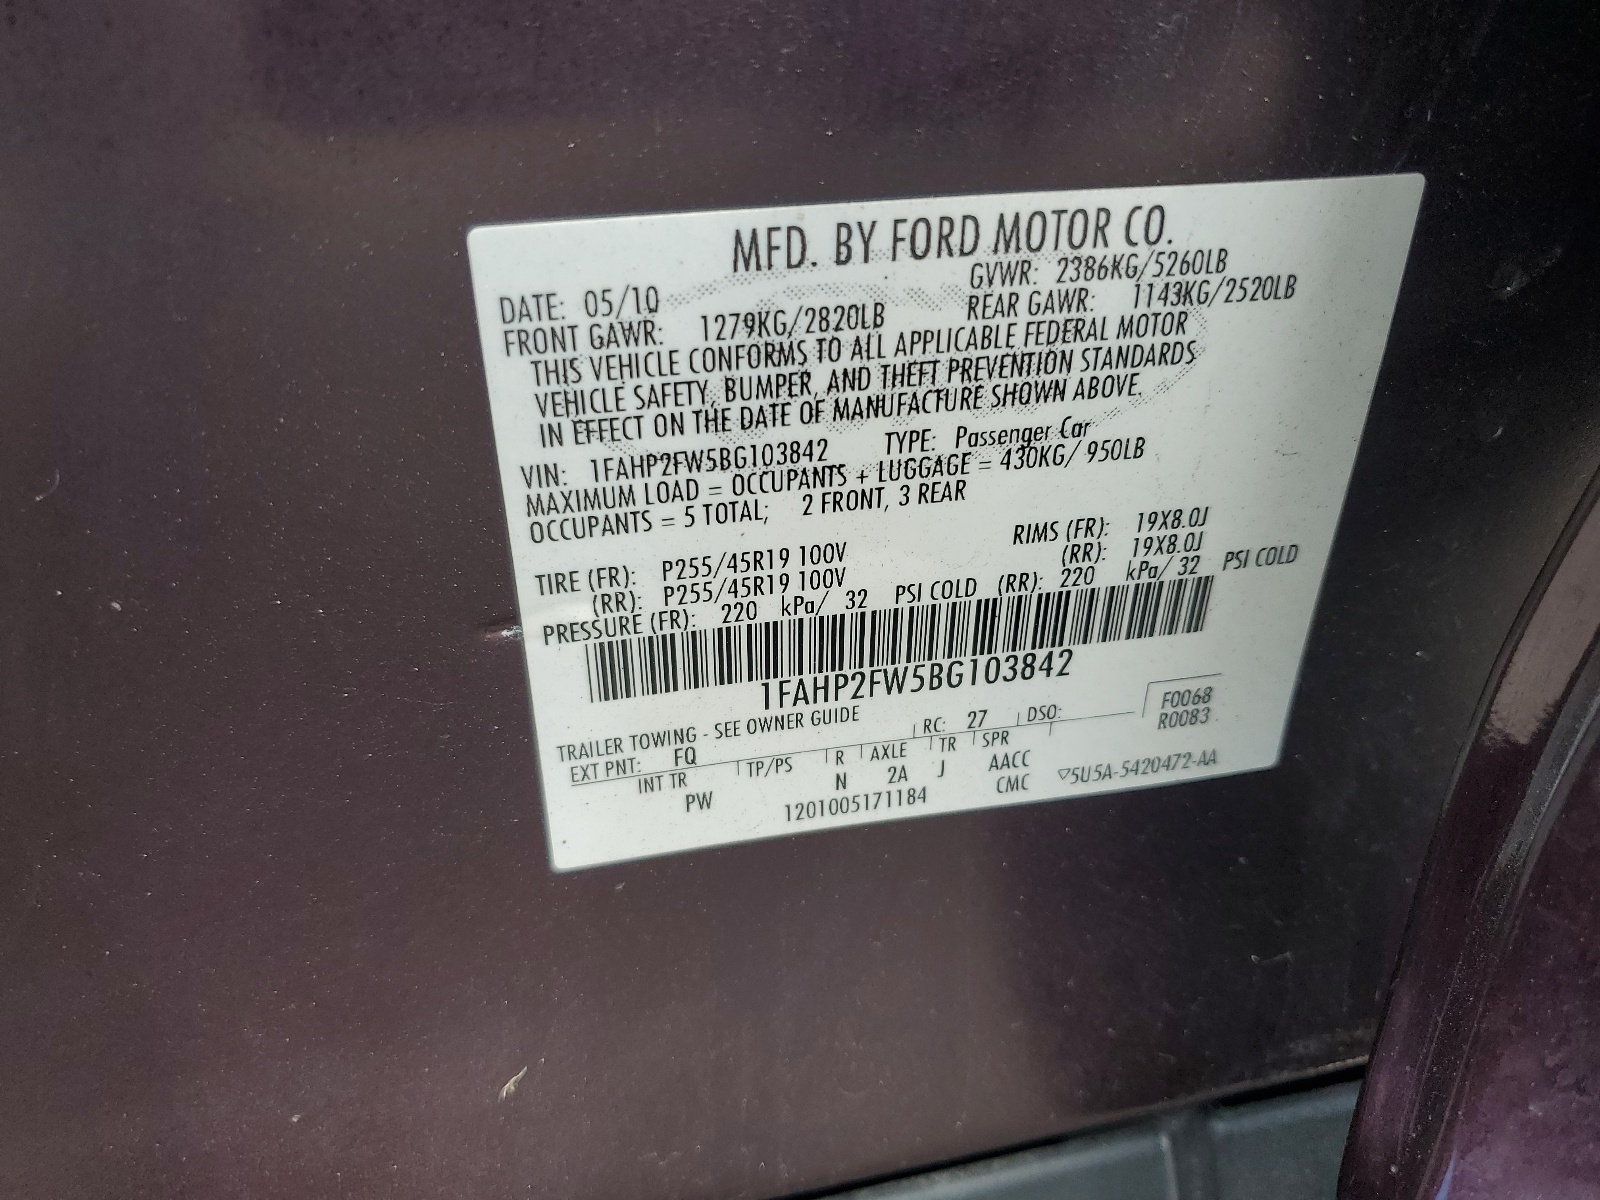 MFD. BY FORD MOTOR CO.
DATE: 05/10 GVWR: 2386KG/5260LB
FRONT GAWR: 1279KG/2820LB REAR GAWR: 1143KG/2520LB
THIS VEHICLE CONFORMS TO ALL APPLICABLE FEDERAL MOTOR
VEHICLE SAFETY, BUMPER, AND THEFT PREVENTION STANDARDS
IN EFFECT ON THE DATE OF MANUFACTURE SHOWN ABOVE.
VIN: 1FAHP2FW5BG103842 TYPE: Passenger Car
MAXIMUM LOAD = OCCUPANTS + LUGGAGE = 430KG/ 950LB
OCCUPANTS = 5 TOTAL; 2 FRONT, 3 REAR
TIRE (FR): P255/45R19 100V RIMS (FR): 19X8.0J
(RR): P255/45R19 100V (RR): 19X8.0J
PRESSURE (FR): 220 kPa/ 32 PSI COLD (RR): 220 kPa/ 32 PSI COLD
1FAHP2FW5BG103842
TRAILER TOWING - SEE OWNER GUIDE F0068
EXT PNT: FQ RC: 27 DSO: R0083
INT TR TP/PS R AXLE TR SPR
PW N 2A J AACC ▽5U5A-5420472-AA
1201005171184 CMC